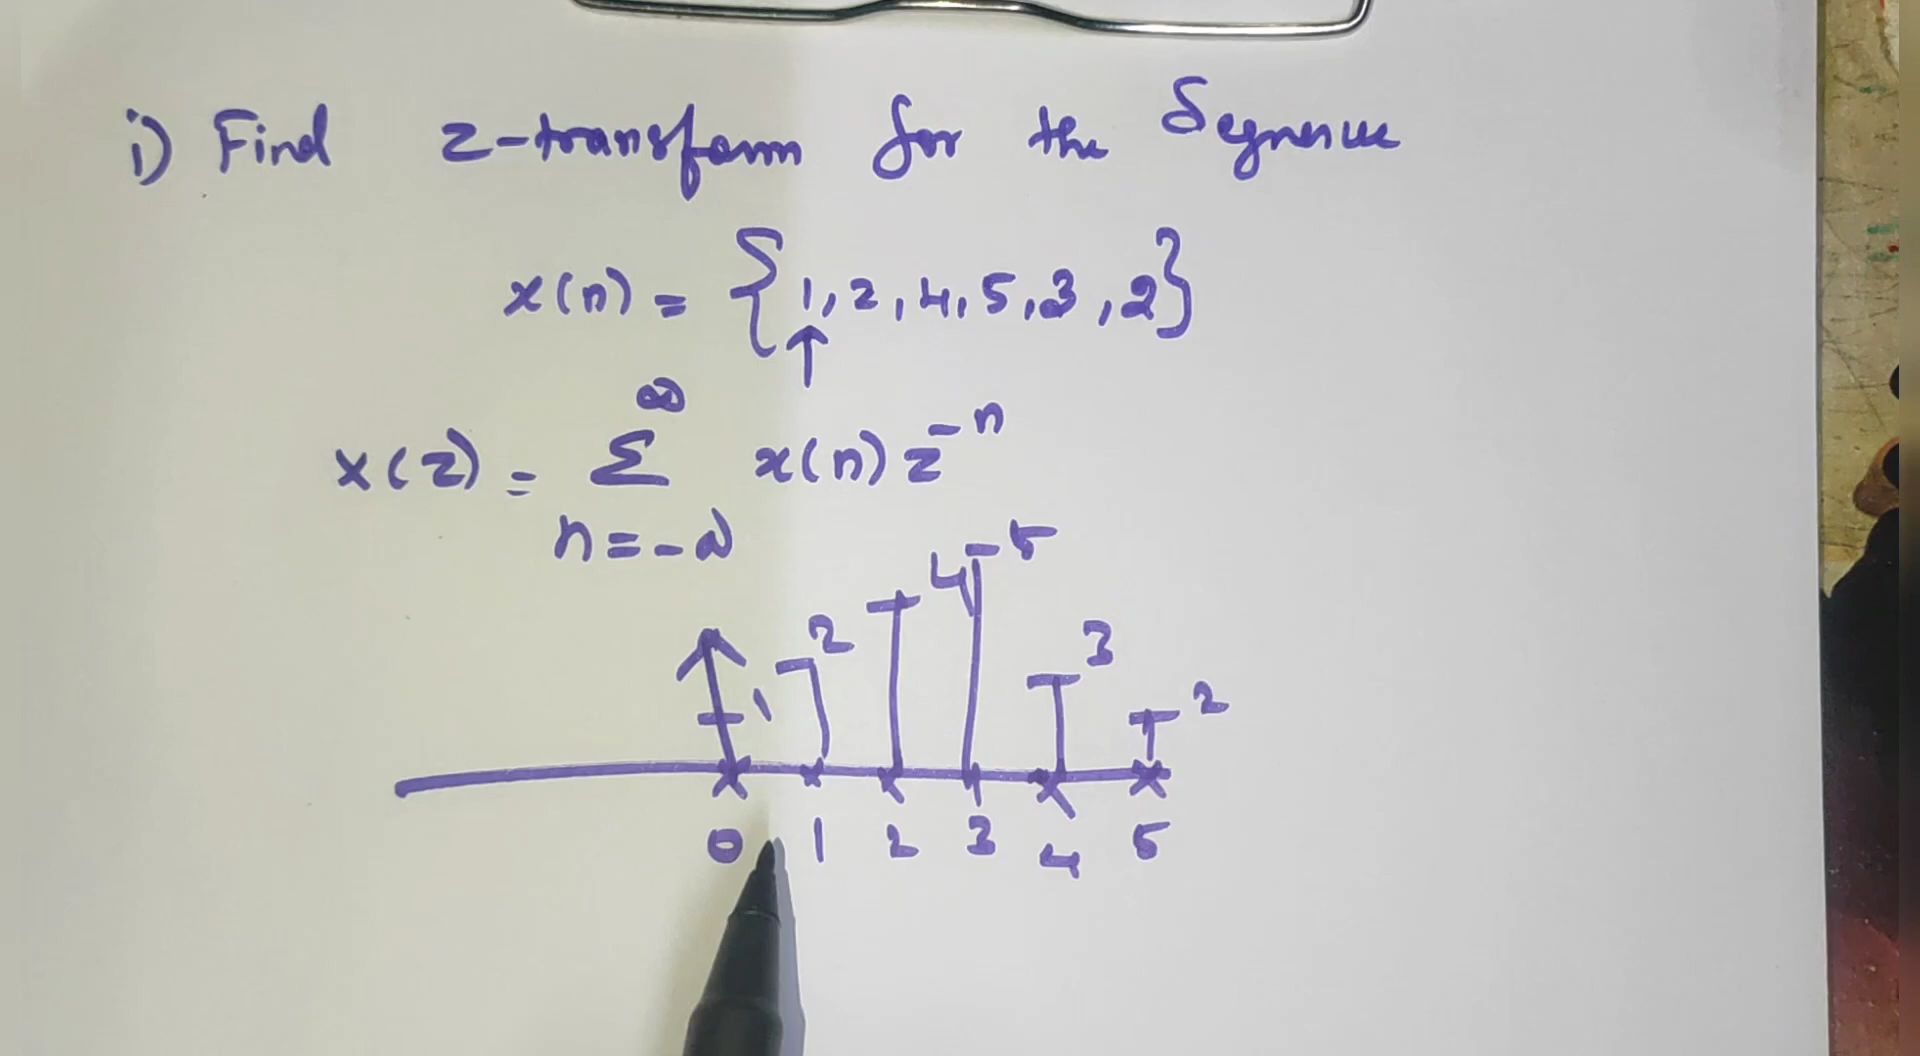 i) Find z-transform for the Sequence
x(n) = {1, 2, 4, 5, 3, 2}
↑
∞
x(z) = Σ x(n) z^-n
n = -∞
5
4
2 3
1 2
0 1 2 3 4 5